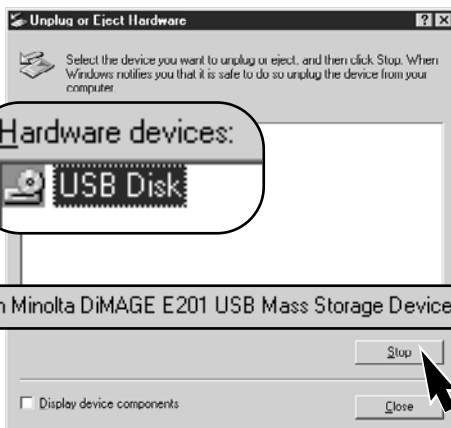 Unplug or Eject Hardware
Select the device you want to unplug or eject, and then click Stop. When
Windows notifies you that it is safe to do so unplug the device from your
computer.
Hardware devices:
USB Disk
n Minolta DiMAGE E201 USB Mass Storage Device
Stop
Display device components
Close